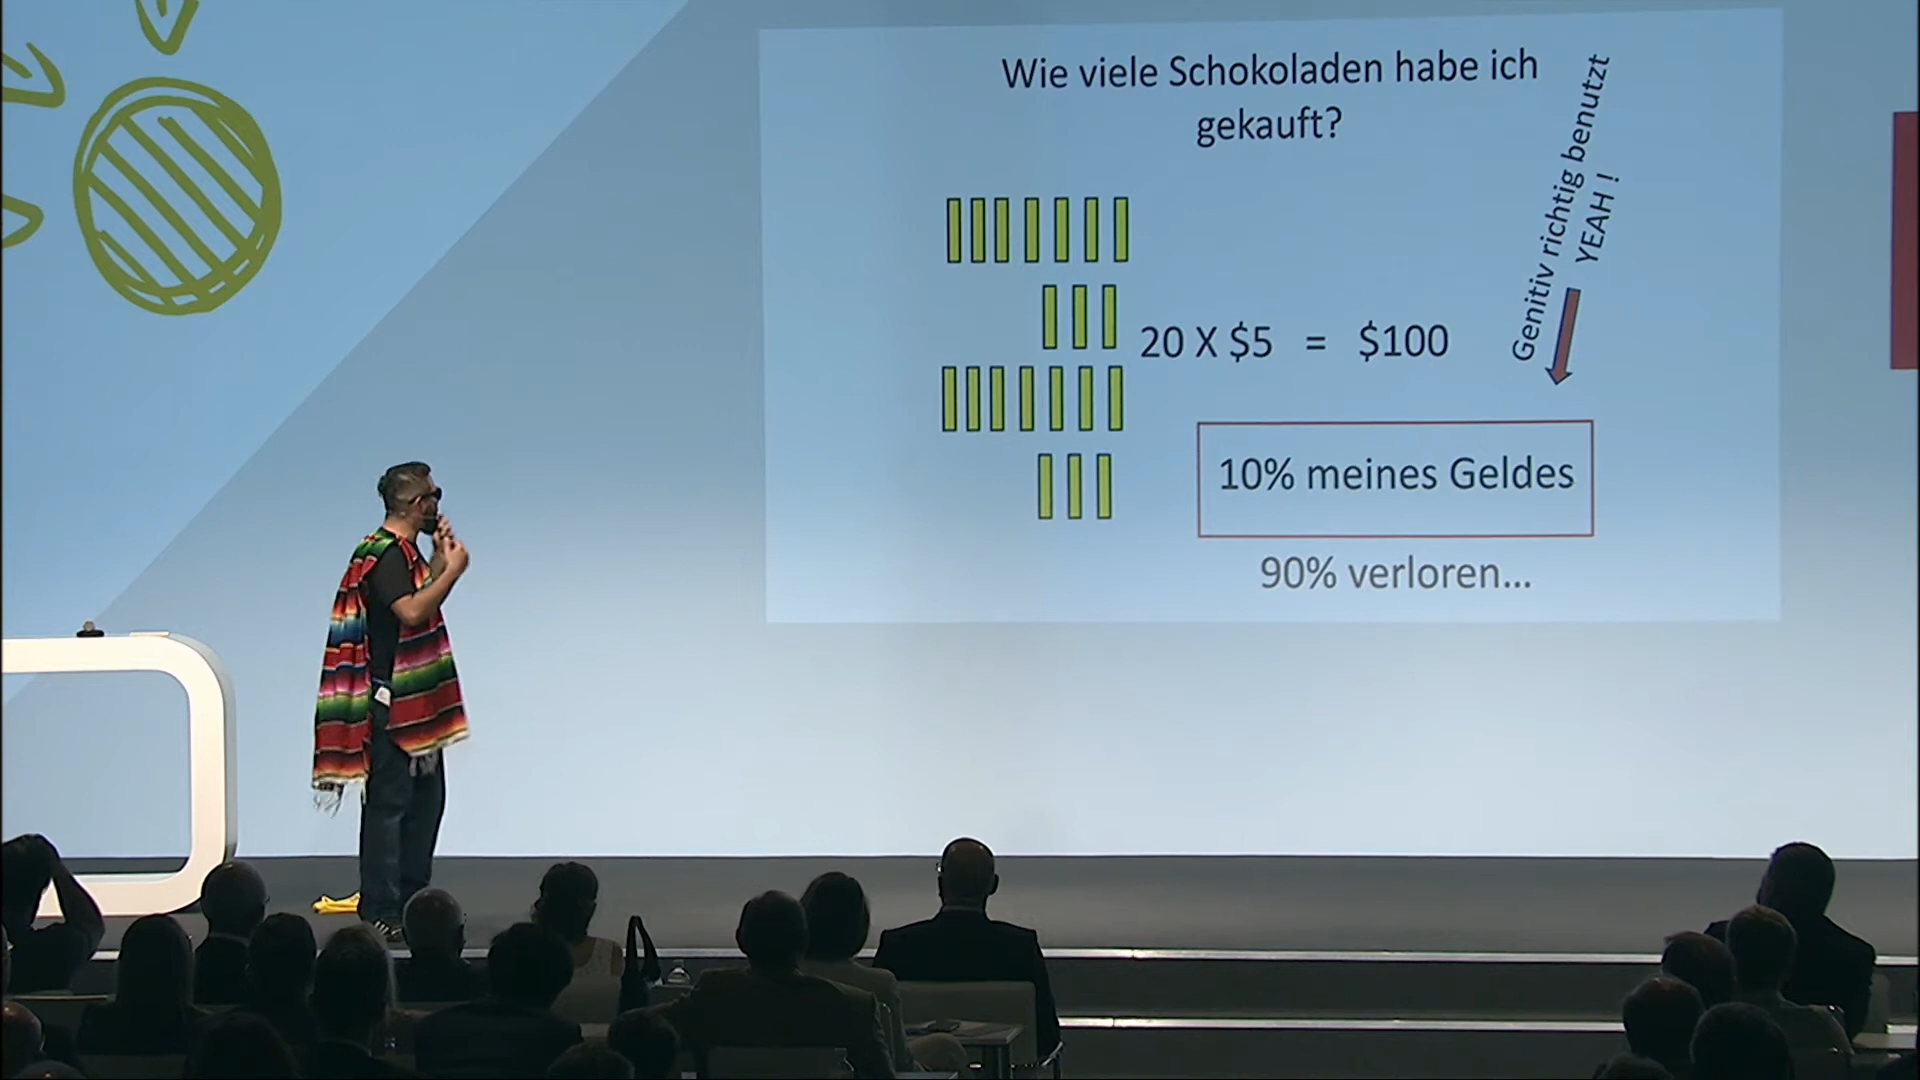 Wie viele Schokoladen habe ich
gekauft?
Genitiv richtig benutzt
YEAH !
20 X $5 = $100
10% meines Geldes
90% verloren...